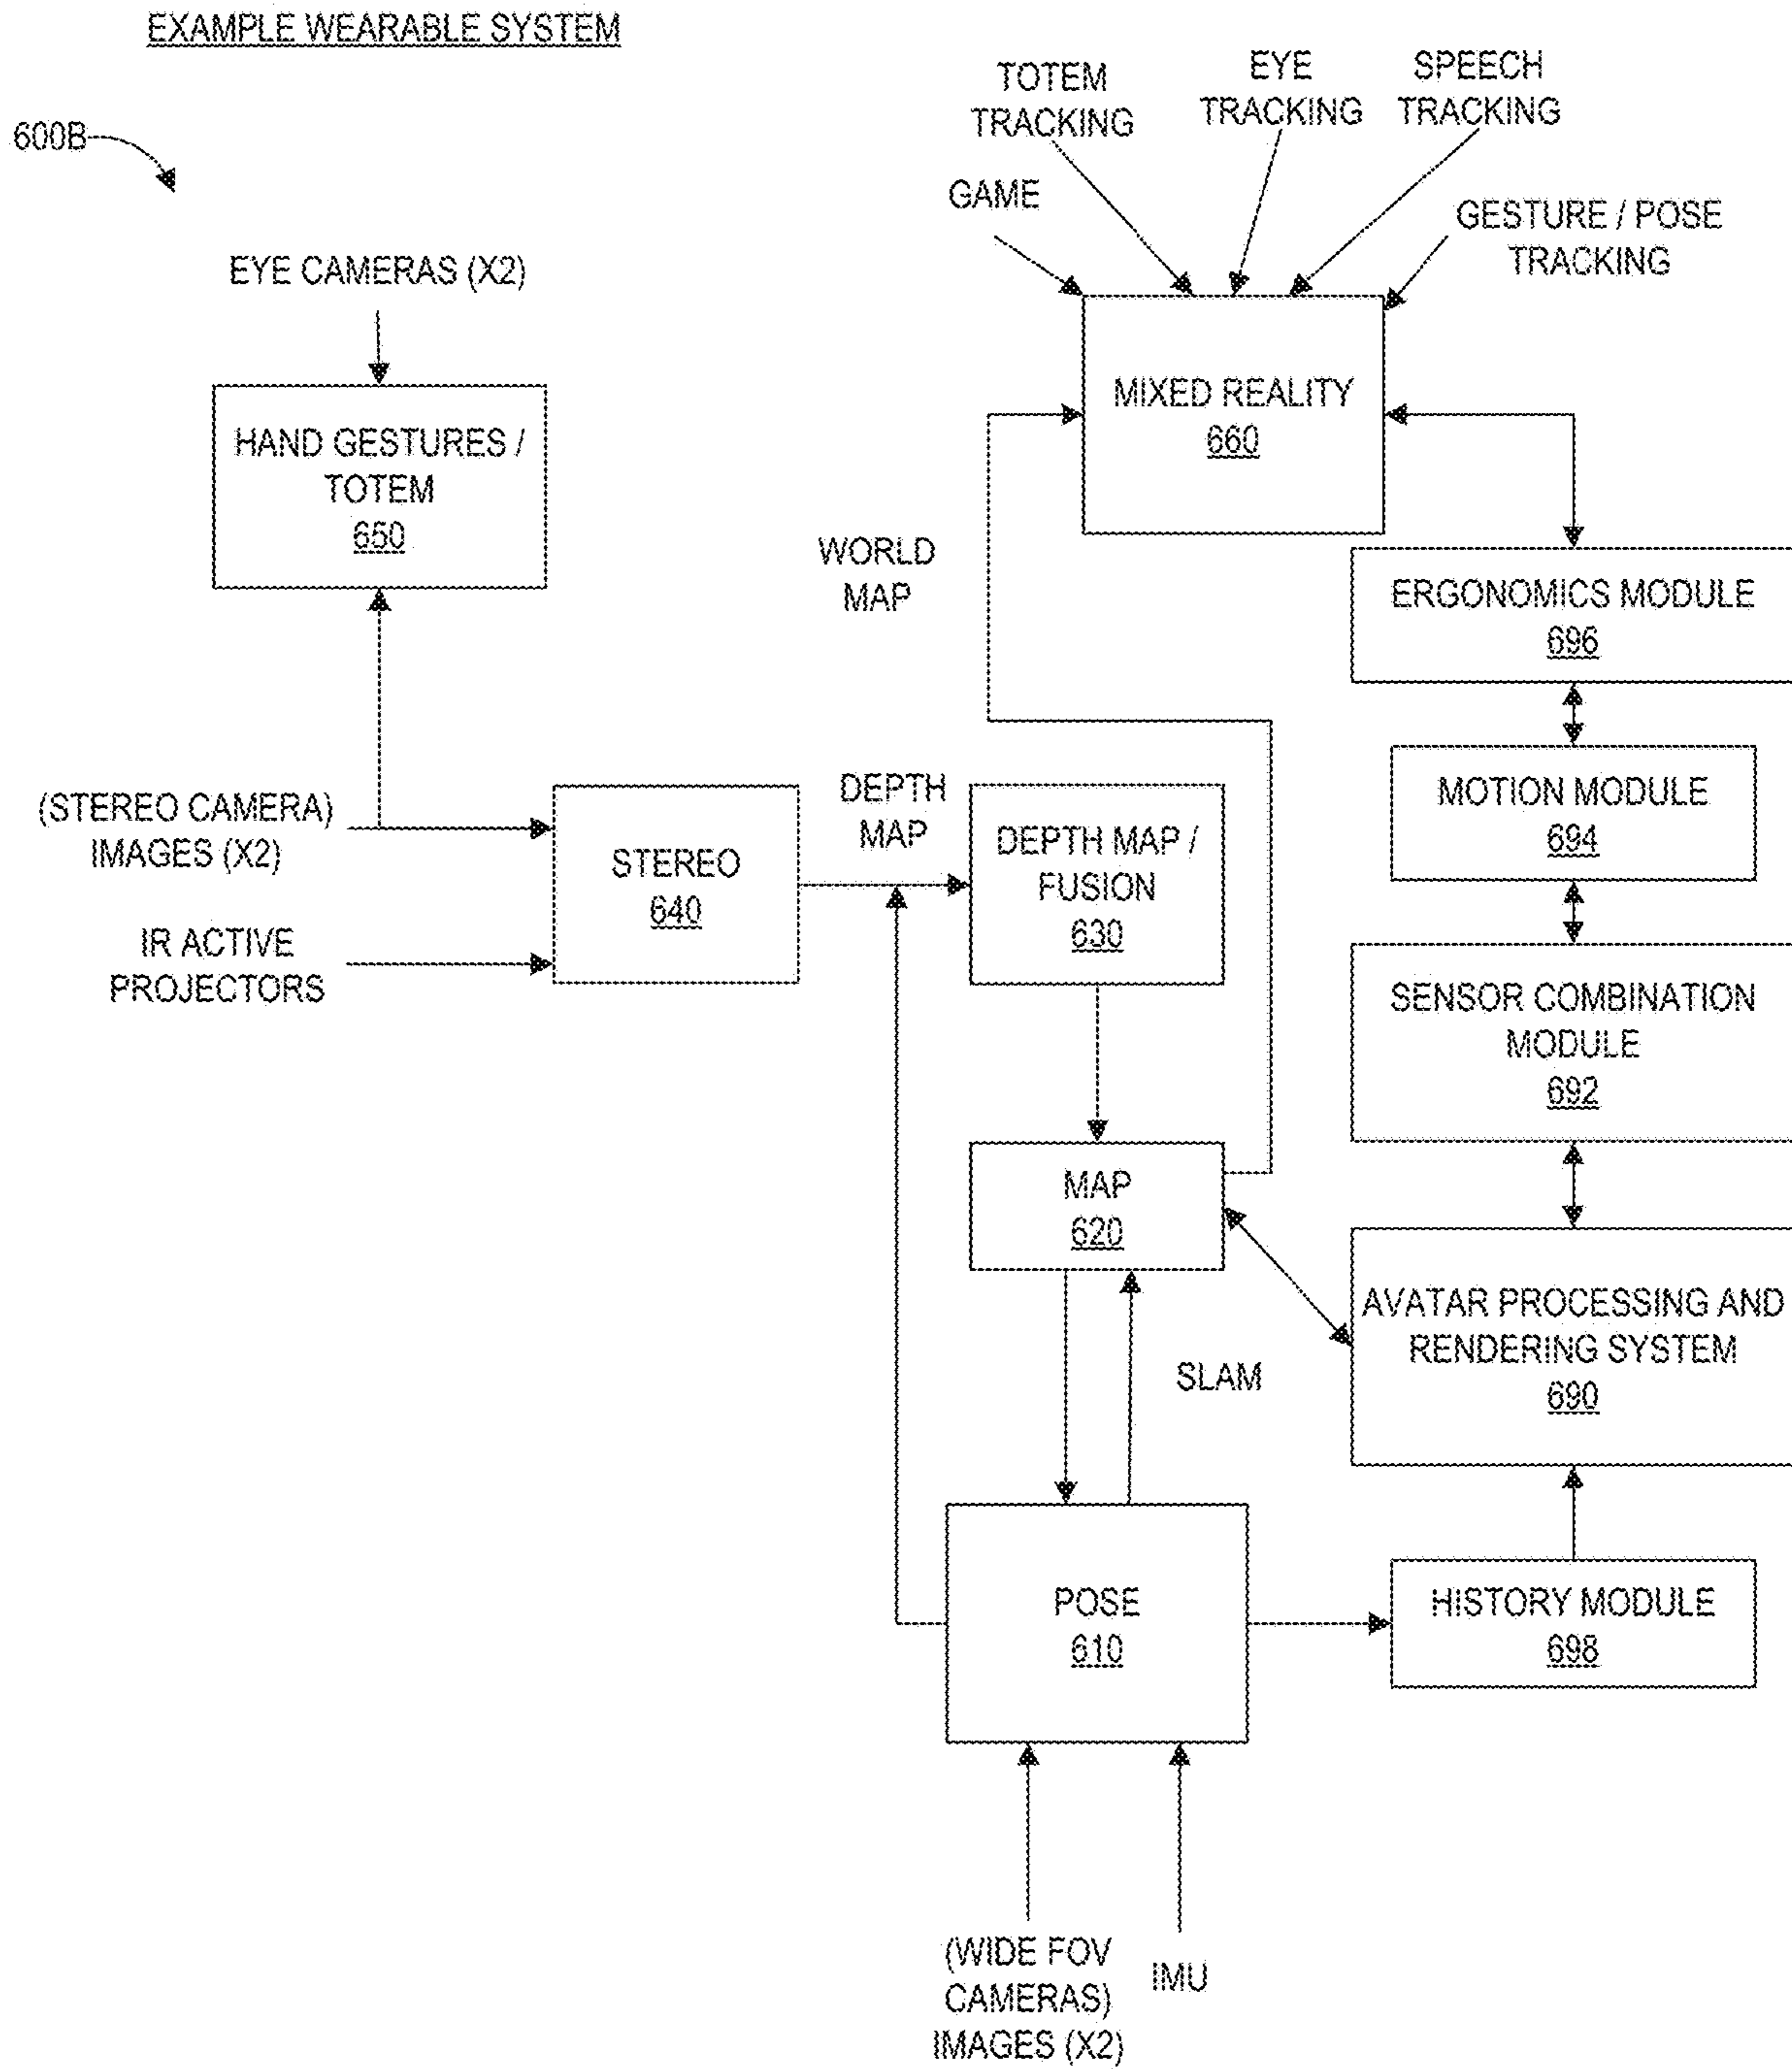 EXAMPLE WEARABLE SYSTEM
600B
EYE CAMERAS (X2)
HAND GESTURES /
TOTEM
650
(STEREO CAMERA)
IMAGES (X2)
IR ACTIVE
PROJECTORS
STEREO
640
DEPTH
MAP
DEPTH MAP /
FUSION
630
WORLD
MAP
GAME
TOTEM
TRACKING
EYE
TRACKING
SPEECH
TRACKING
GESTURE / POSE
TRACKING
MIXED REALITY
660
ERGONOMICS MODULE
696
MOTION MODULE
694
SENSOR COMBINATION
MODULE
692
MAP
620
AVATAR PROCESSING AND
RENDERING SYSTEM
690
SLAM
POSE
610
HISTORY MODULE
698
(WIDE FOV
CAMERAS)
IMAGES (X2)
IMU